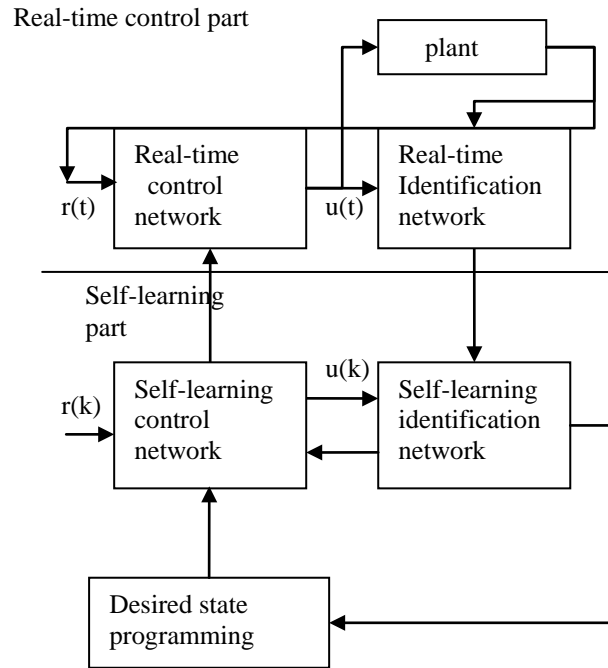 Real-time control part
plant
Real-time
control
network
Real-time
Identification
network
r(t)
u(t)
Self-learning
part
r(k)
Self-learning
control
network
u(k)
Self-learning
identification
network
Desired state
programming